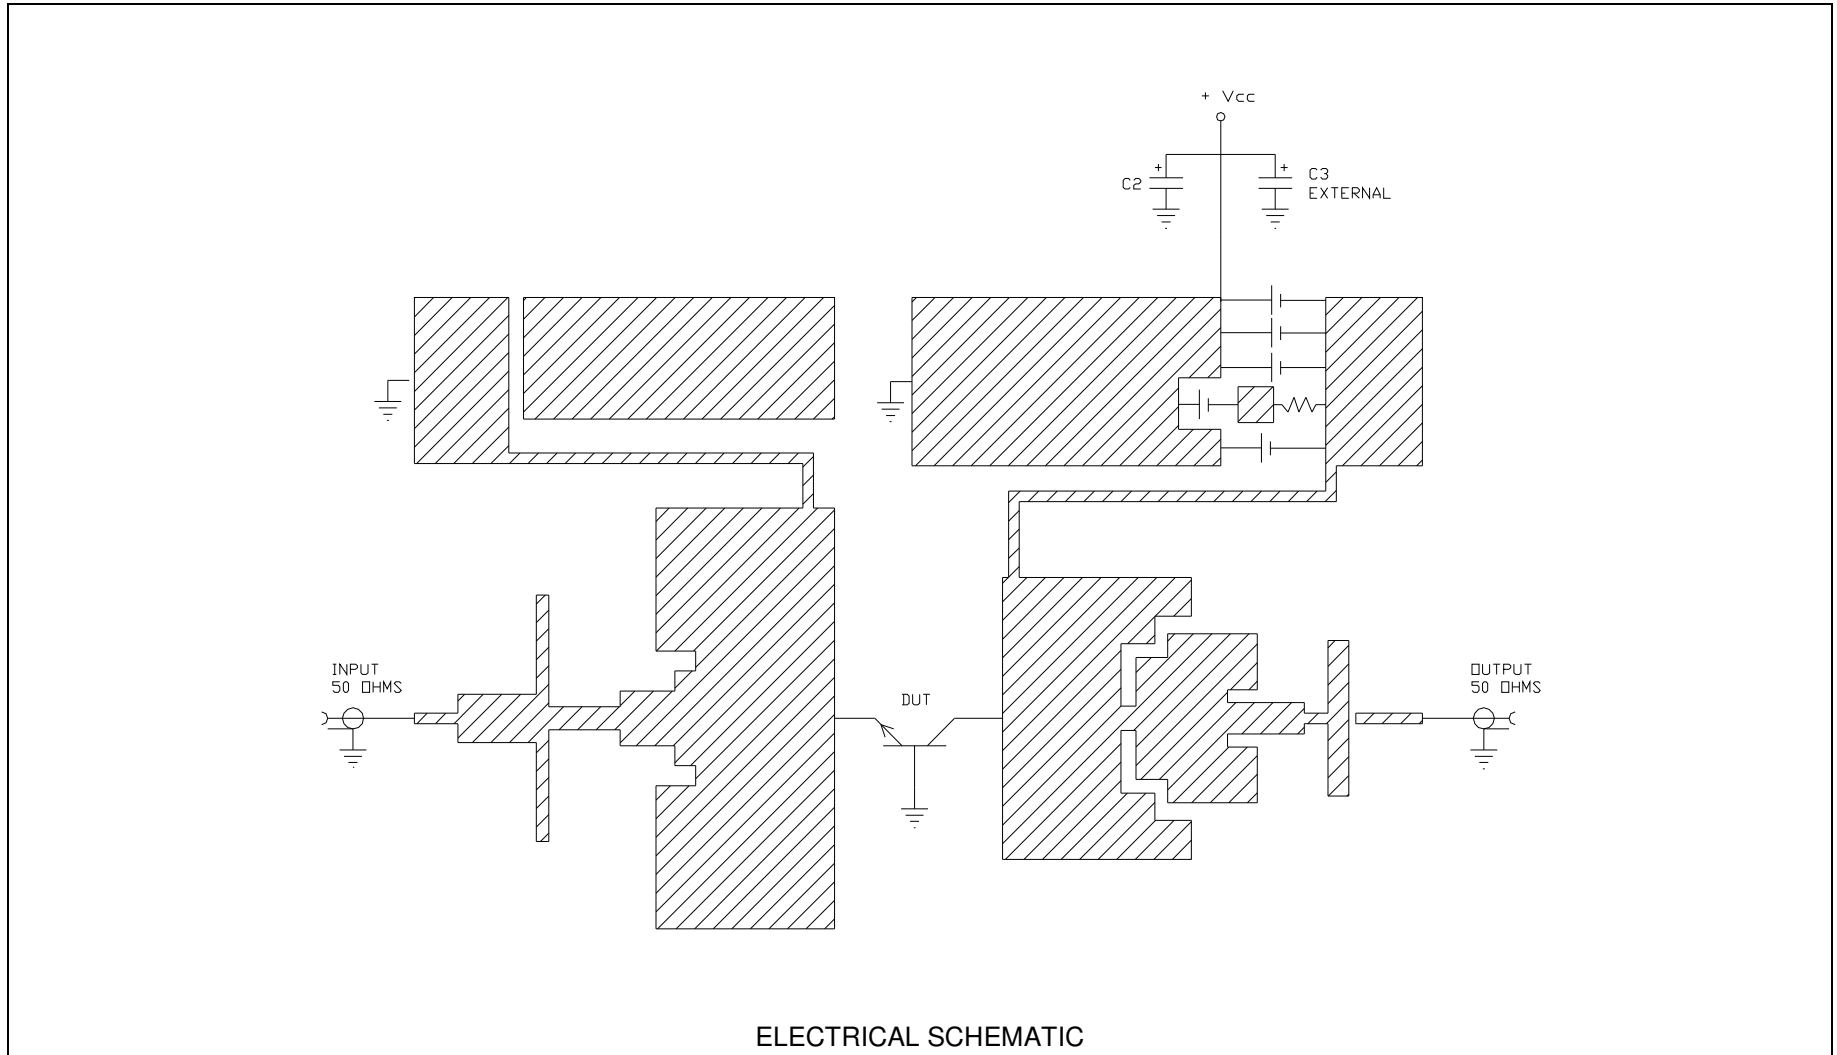 + Vcc
+
+
C2
C3
EXTERNAL
INPUT
50 OHMS
DUT
OUTPUT
50 OHMS
ELECTRICAL SCHEMATIC